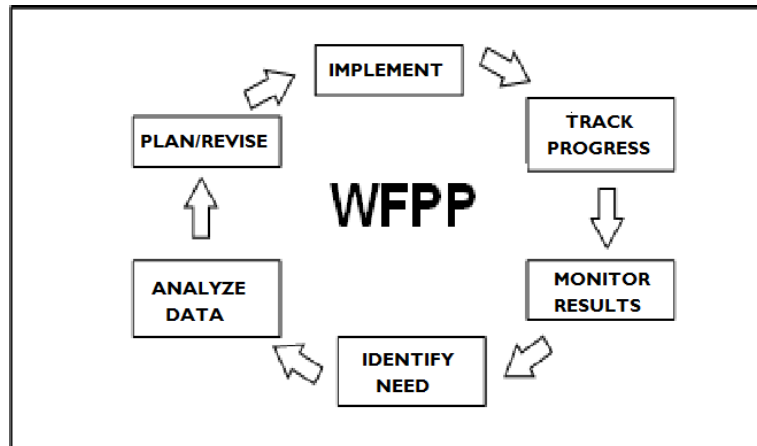 IMPLEMENT
TRACK
PROGRESS
MONITOR
RESULTS
IDENTIFY
NEED
ANALYZE
DATA
PLAN/REVISE
WFPP